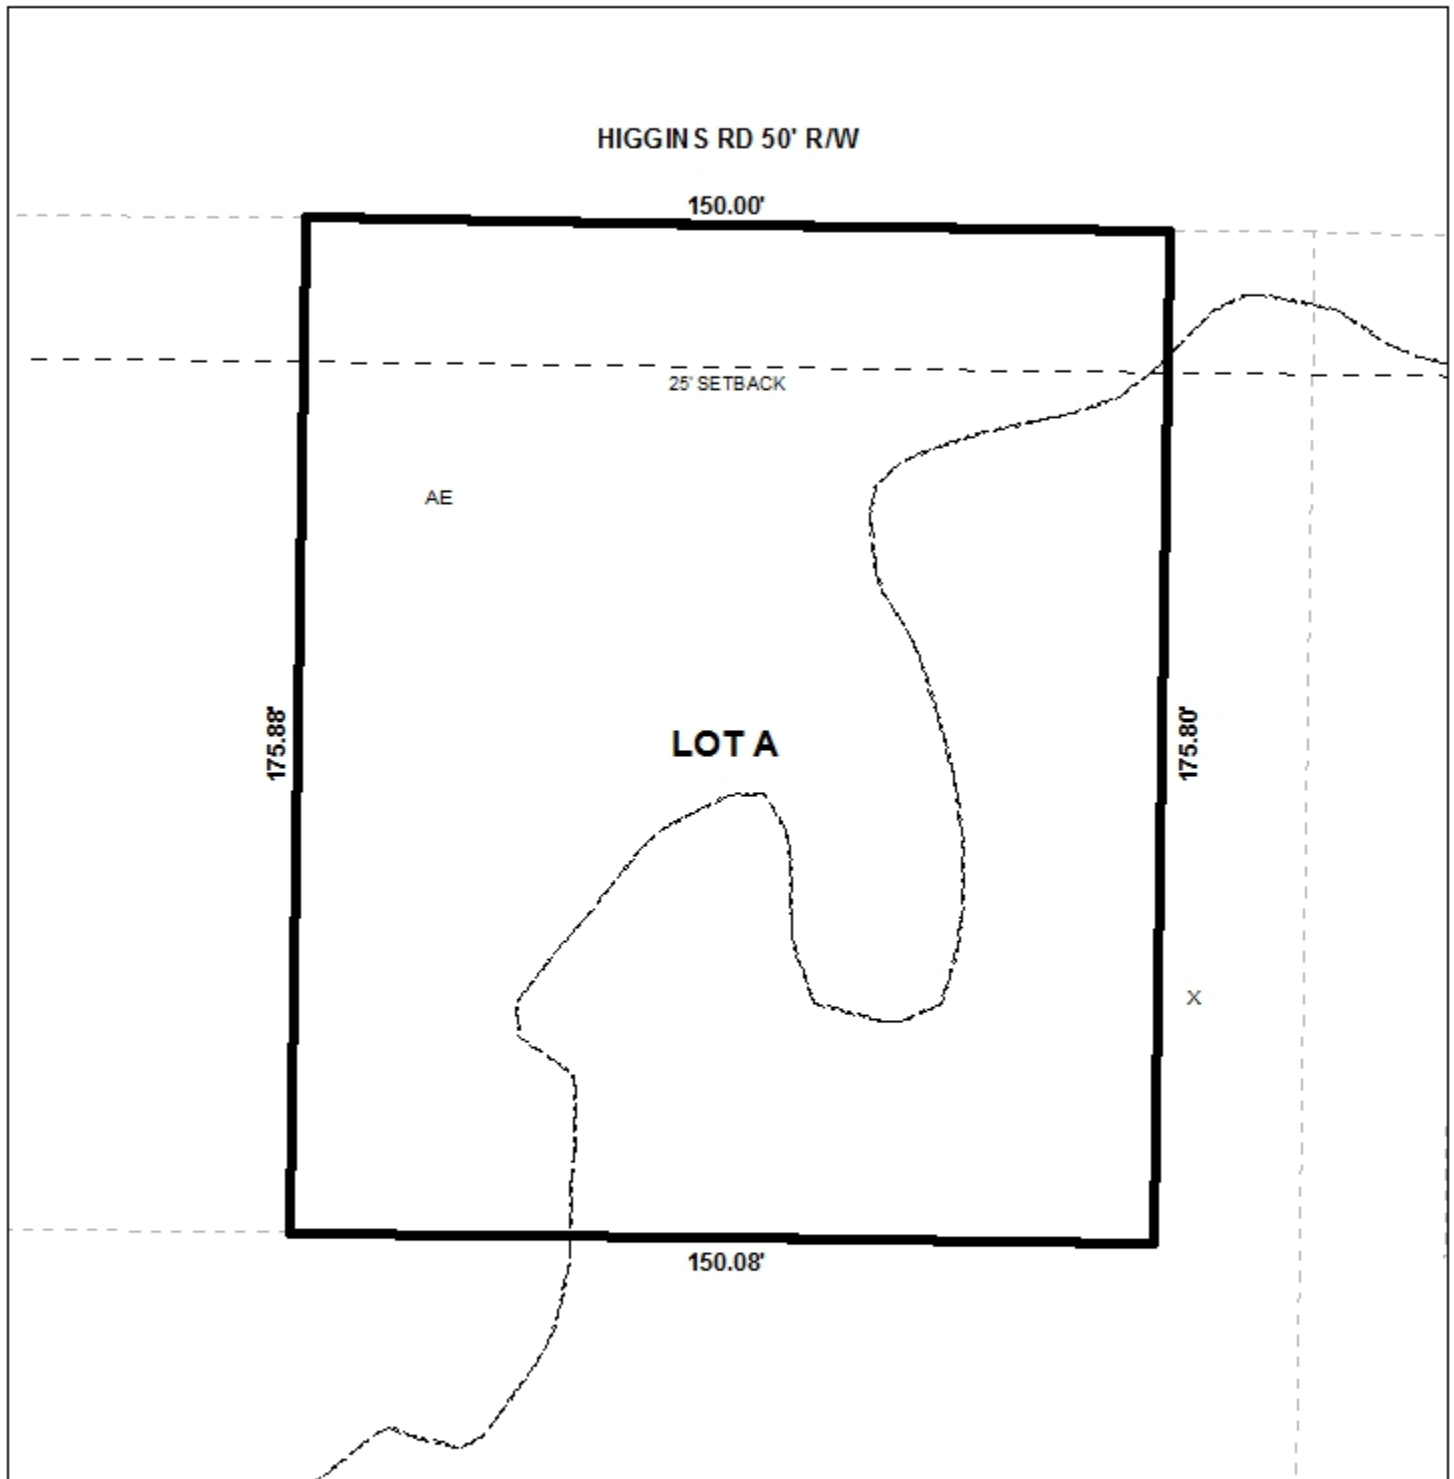 HIGGINS RD 50' R/W
150.00'
25' SETBACK
AE
175.88'
LOT A
175.80'
X
150.08'